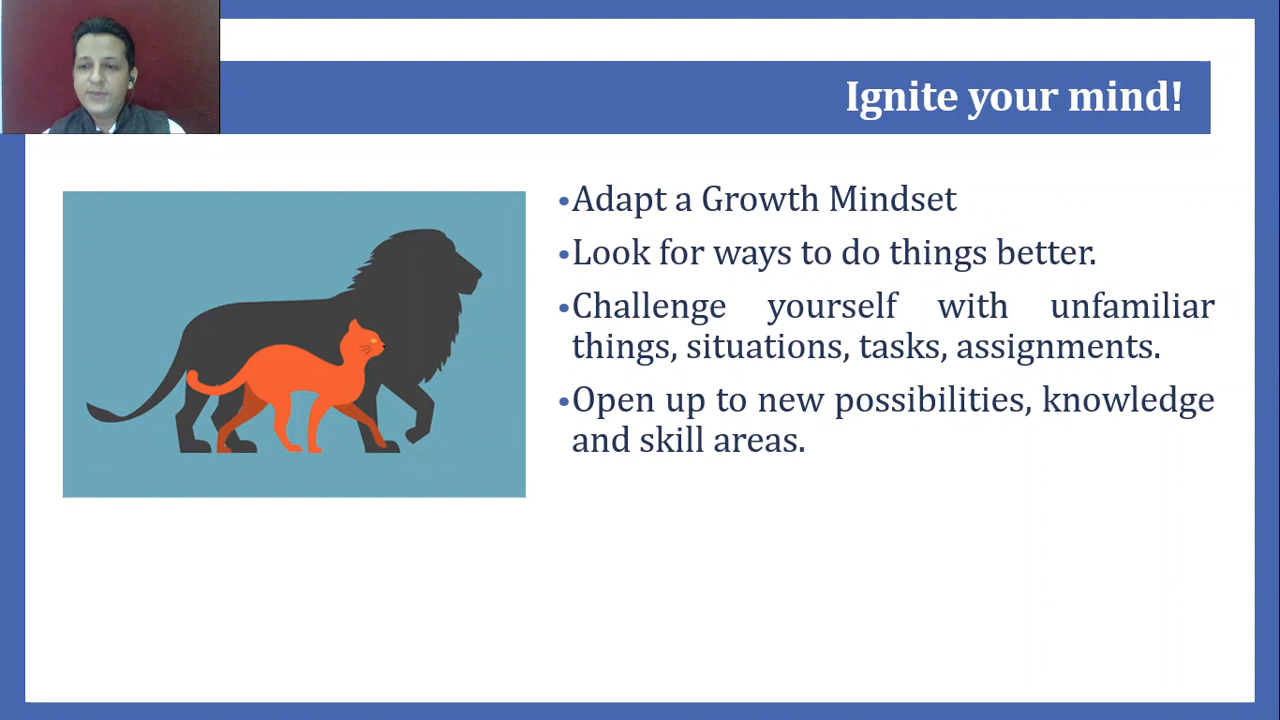 Ignite your mind!
•Adapt a Growth Mindset
•Look for ways to do things better.
•Challenge yourself with unfamiliar
things, situations, tasks, assignments.
•Open up to new possibilities, knowledge
and skill areas.